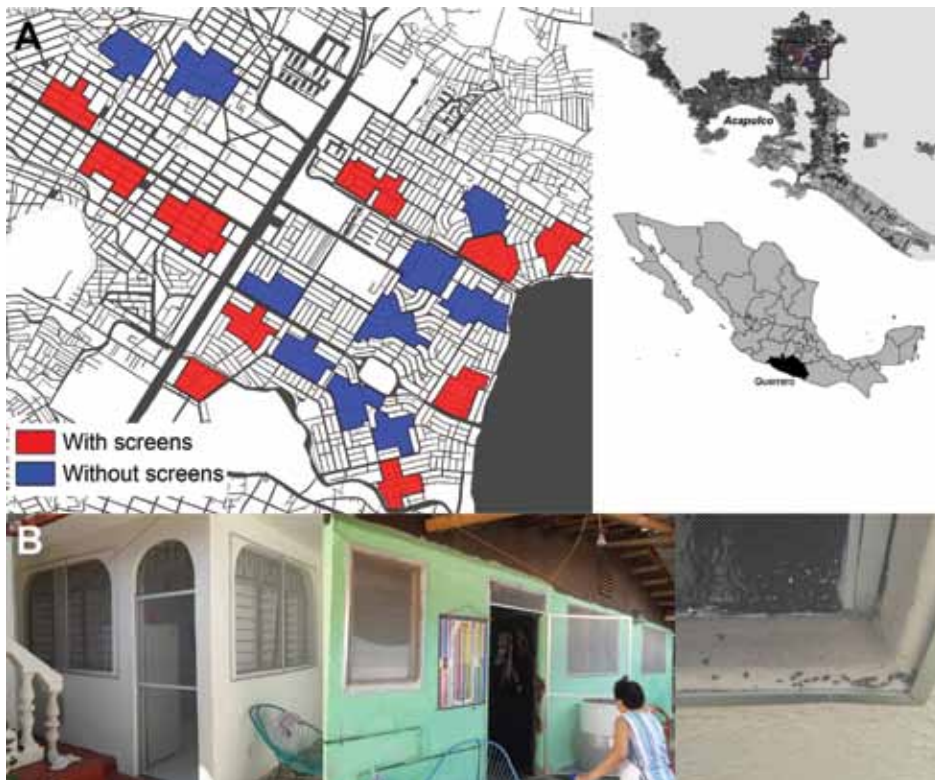 A
Acapulco
Guerrero
With screens
Without screens
B